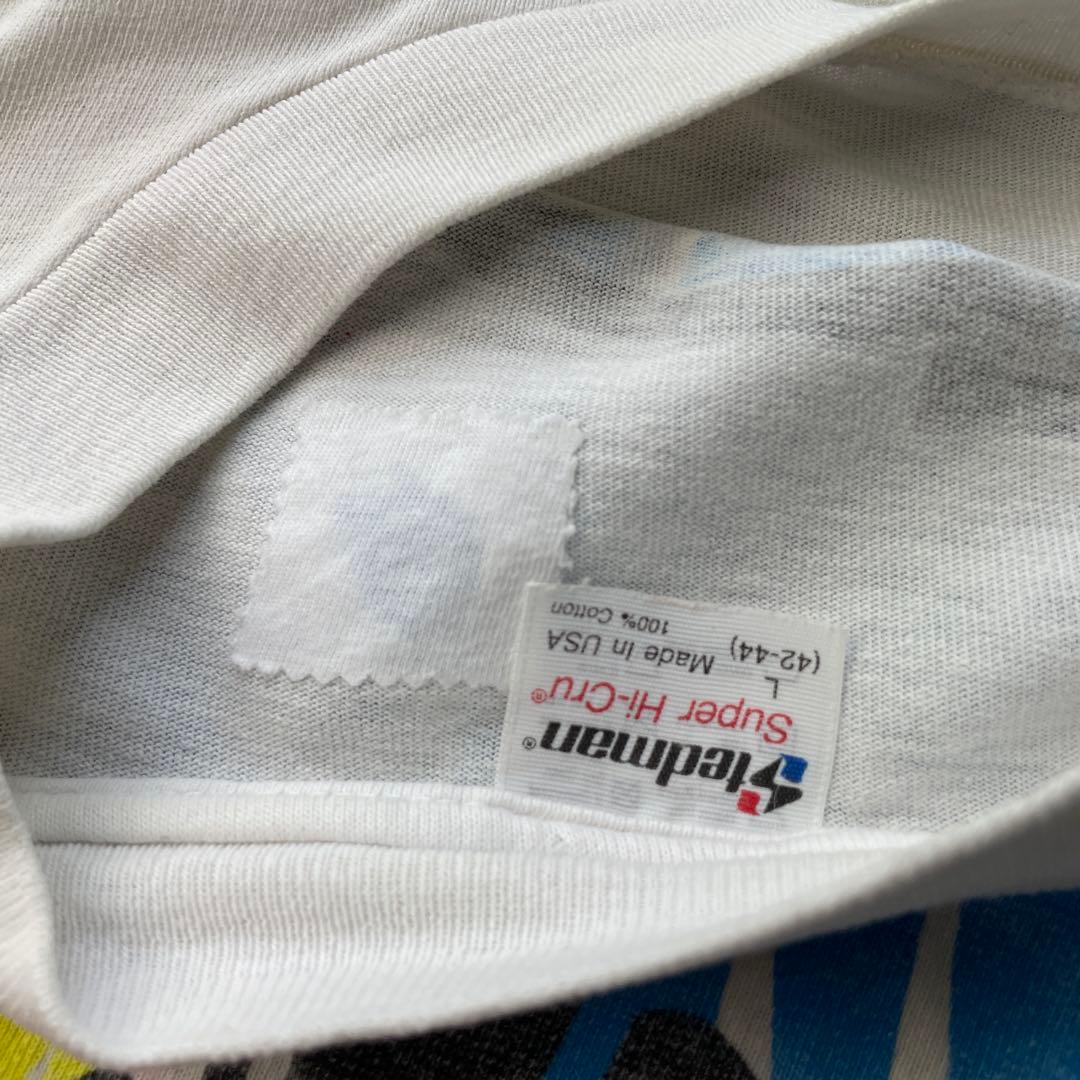 Stedman®
Super Hi-Cru®
L
(42-44) Made In USA
100% Cotton